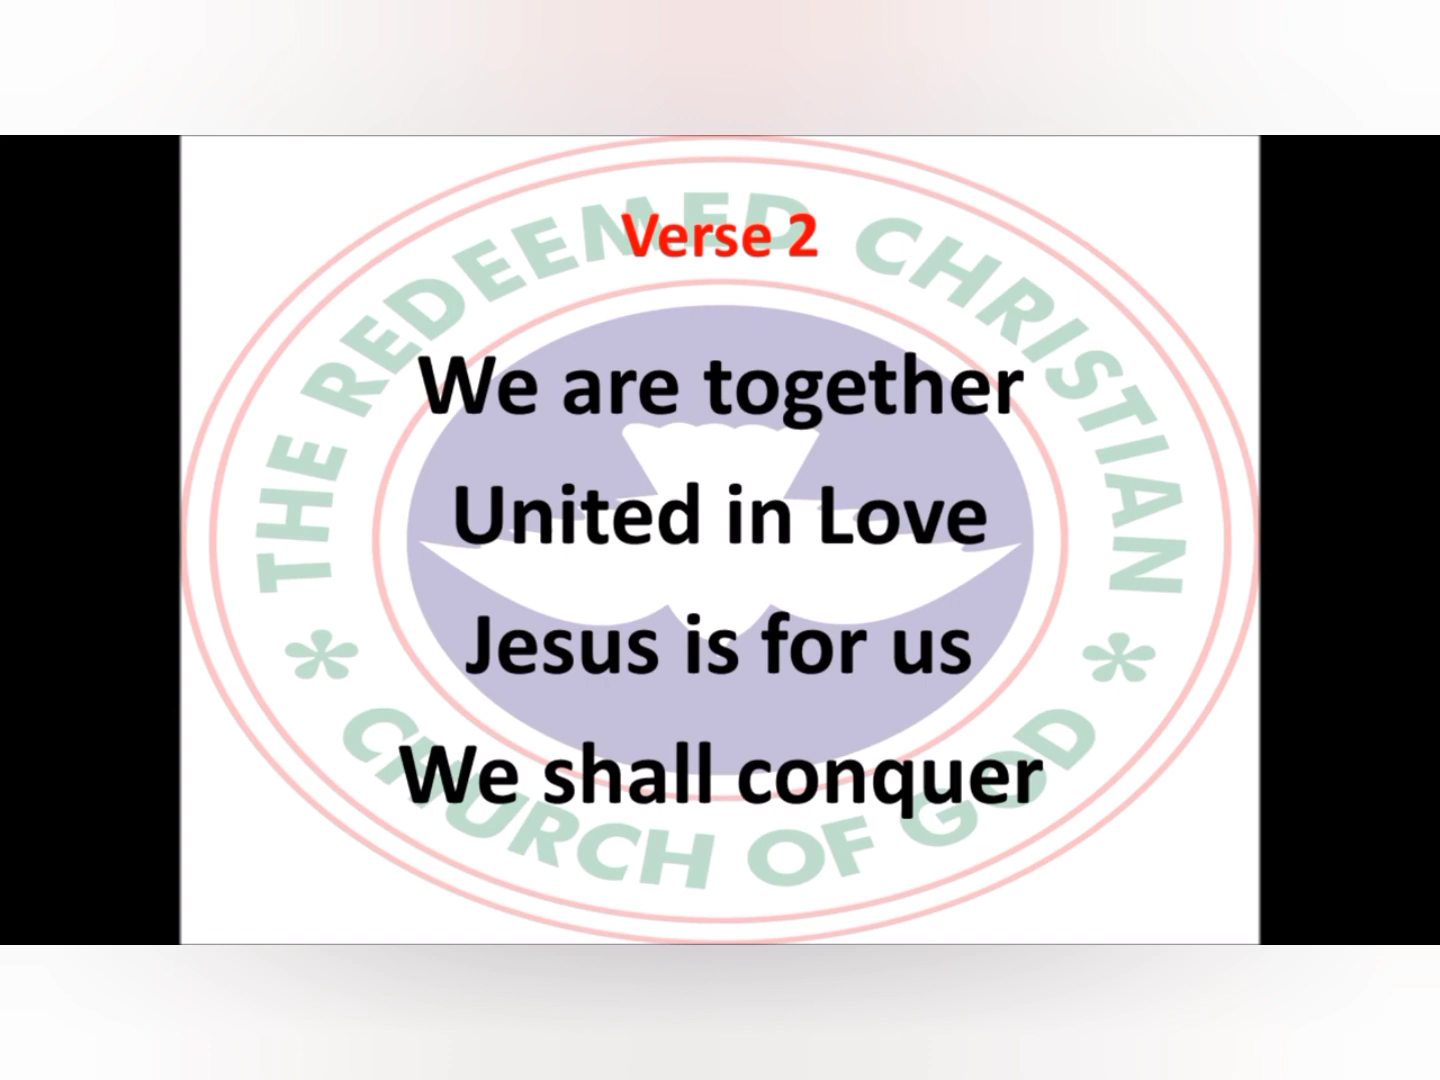 THE REDEEMED CHRISTIAN
Verse 2
We are together
United in Love
Jesus is for us
We shall conquer
* CHURCH OF GOD *